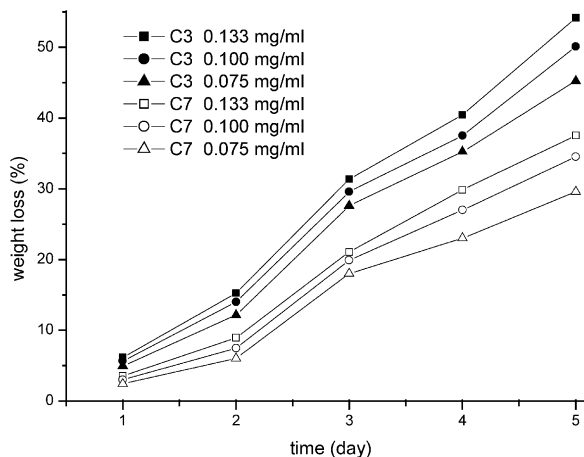 C3 0.133 mg/ml
C3 0.100 mg/ml
C3 0.075 mg/ml
C7 0.133 mg/ml
C7 0.100 mg/ml
C7 0.075 mg/ml
weight loss (%)
50
40
30
20
10
0
1 2 3 4 5
time (day)